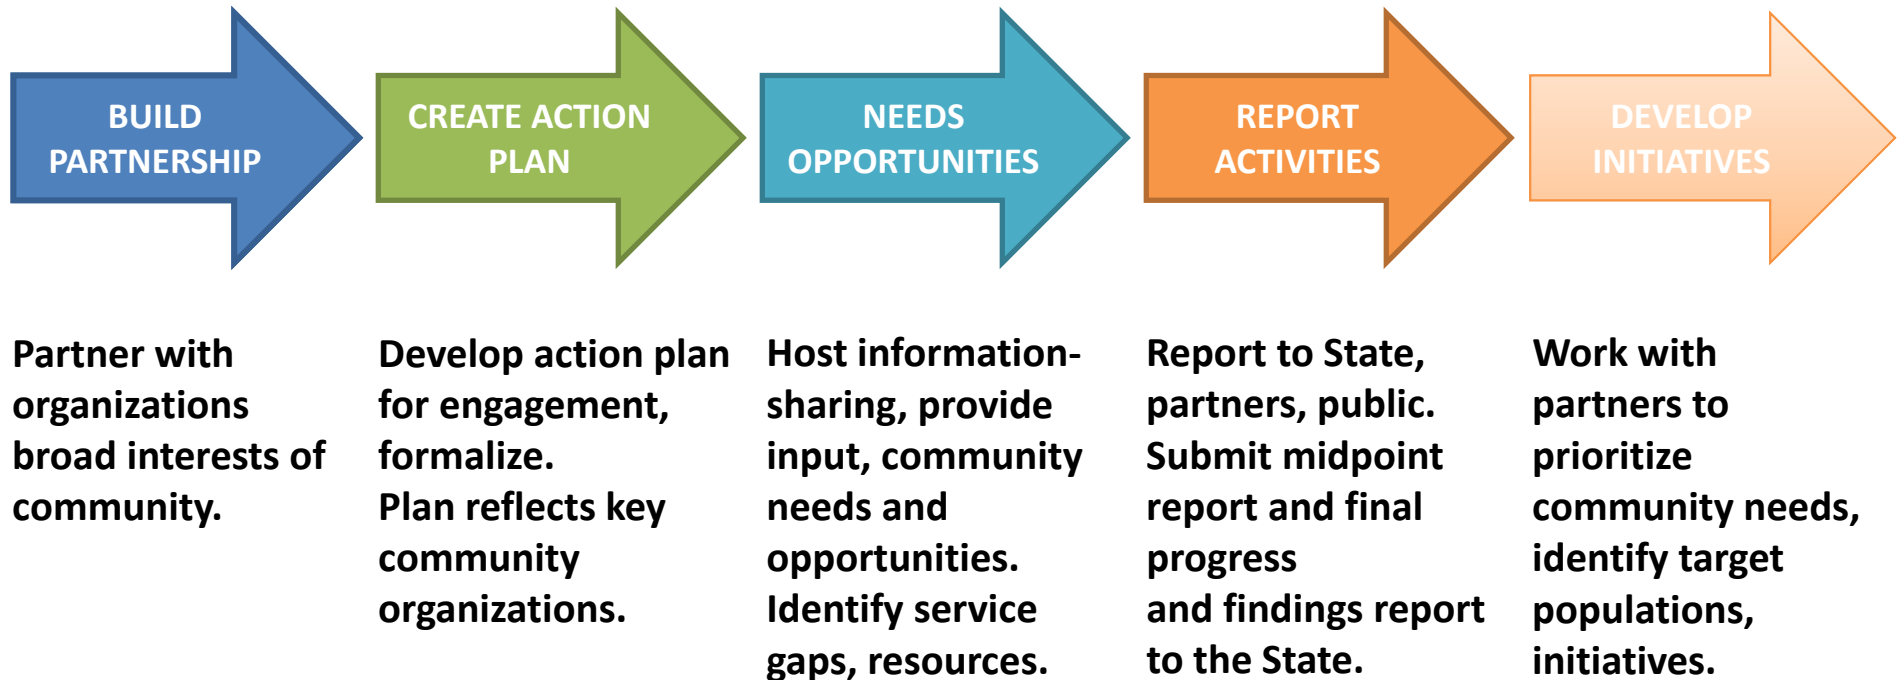 BUILD
PARTNERSHIP
CREATE ACTION
PLAN
NEEDS
OPPORTUNITIES
REPORT
ACTIVITIES
DEVELOP
INITIATIVES
Partner with
organizations
broad interests of
community.
Develop action plan
for engagement,
formalize.
Plan reflects key
community
organizations.
Host information-
sharing, provide
input, community
needs and
opportunities.
Identify service
gaps, resources.
Report to State,
partners, public.
Submit midpoint
report and final
progress
and findings report
to the State.
Work with
partners to
prioritize
community needs,
identify target
populations,
initiatives.